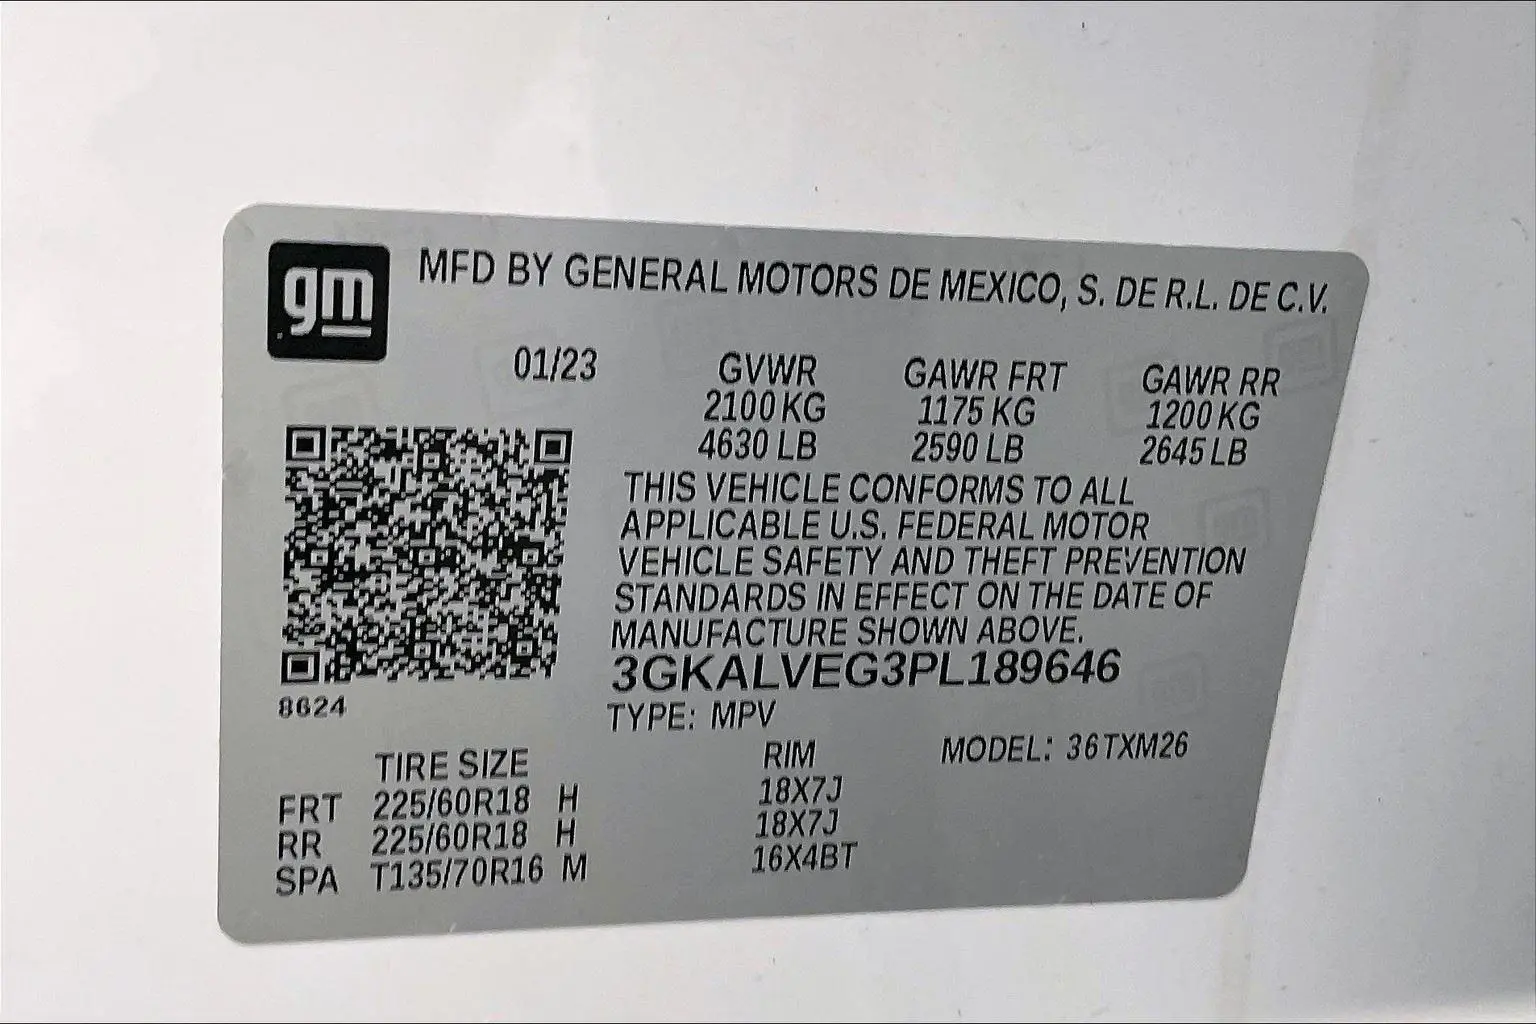 gm
MFD BY GENERAL MOTORS DE MEXICO, S. DE R.L. DE C.V.
01/23 GVWR GAWR FRT GAWR RR
2100 KG 1175 KG 1200 KG
4630 LB 2590 LB 2645 LB
THIS VEHICLE CONFORMS TO ALL
APPLICABLE U.S. FEDERAL MOTOR
VEHICLE SAFETY AND THEFT PREVENTION
STANDARDS IN EFFECT ON THE DATE OF
MANUFACTURE SHOWN ABOVE.
3GKALVEG3PL189646
8624
TYPE: MPV
TIRE SIZE RIM MODEL: 36TXM26
FRT 225/60R18 H 18X7J
RR 225/60R18 H 18X7J
SPA T135/70R16 M 16X4BT